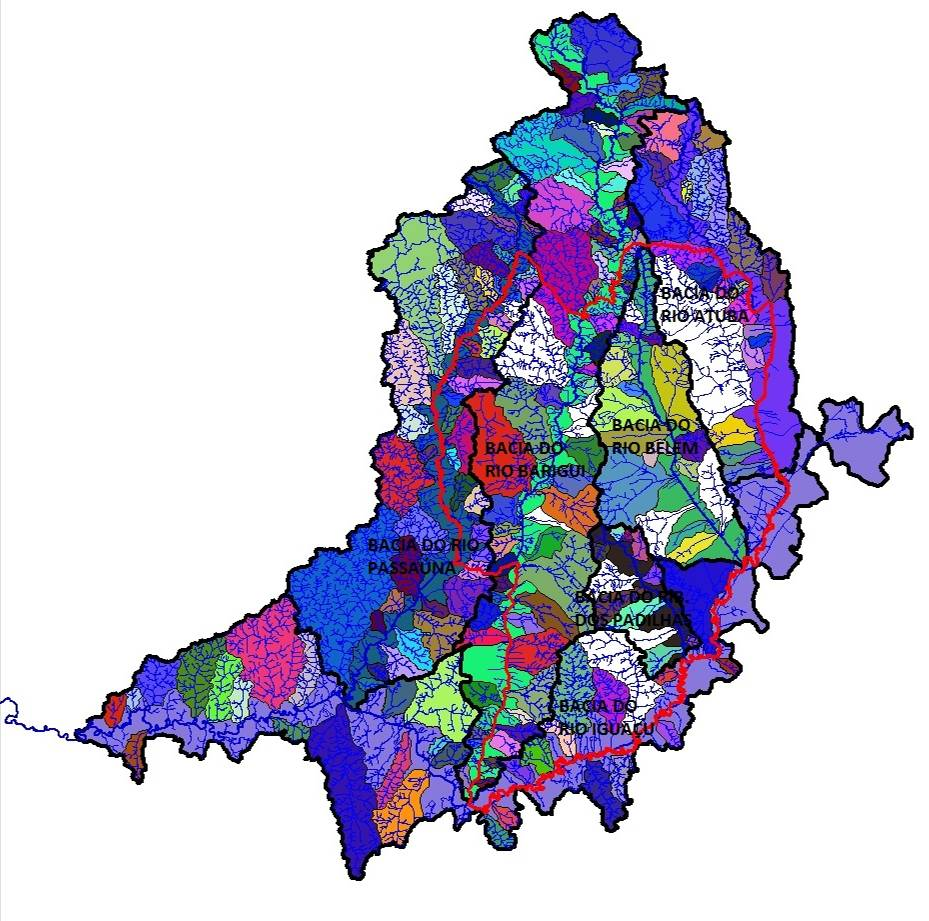 BACIA DO
RIO ATUBA
BACIA DO
RIO BELEM
BACIA DO
RIO BARIGUI
BACIA DO RIO
PASSAUNA
BACIA DO RIB
DOS PADILHAS
BACIA DO
RIO IGUAÇU